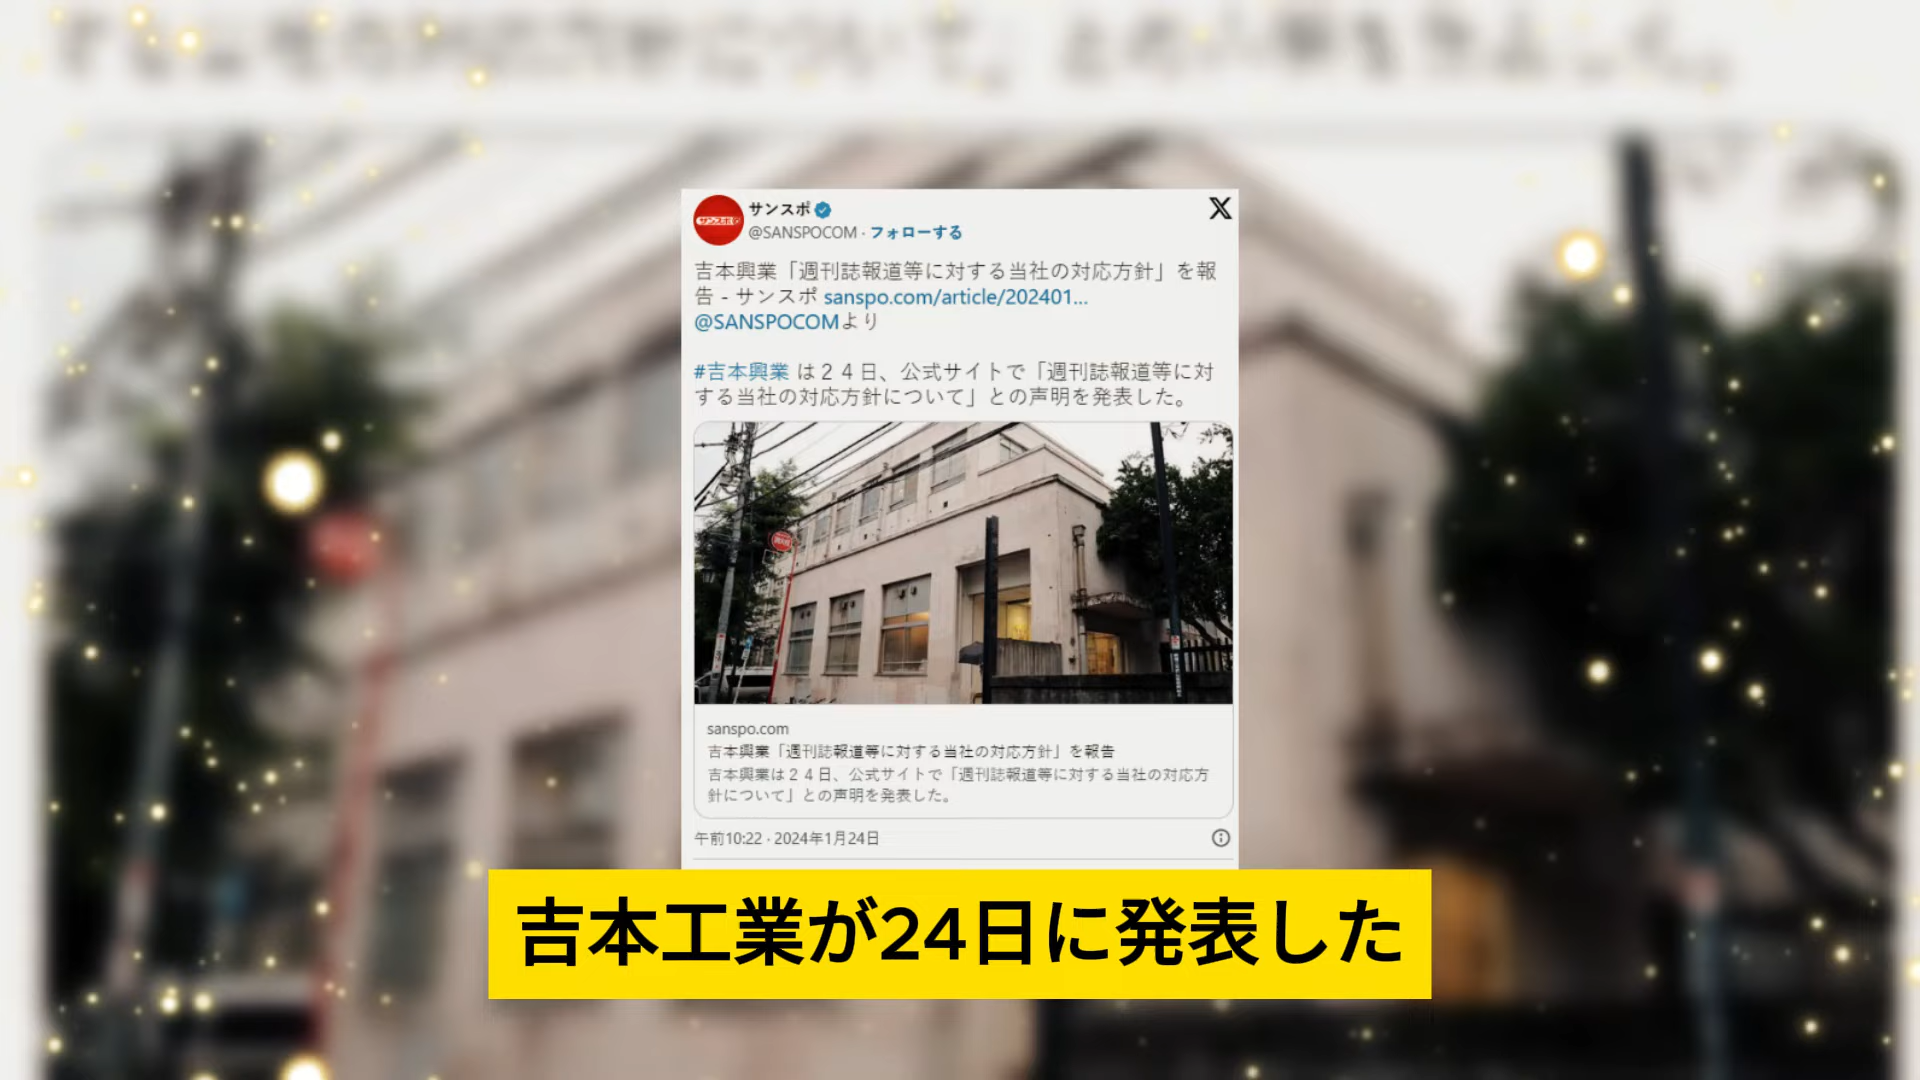 サンスポ
@SANSPOCOM · フォローする
吉本興業「週刊誌報道等に対する当社の対応方針」を報
告 - サンスポ sanspo.com/article/202401…
@SANSPOCOMより
#吉本興業 は２４日、公式サイトで「週刊誌報道等に対
する当社の対応方針について」との声明を発表した。
sanspo.com
吉本興業「週刊誌報道等に対する当社の対応方針」を報告
吉本興業は２４日、公式サイトで「週刊誌報道等に対する当社の対応方
針について」との声明を発表した。
午前10:22 · 2024年1月24日
吉本工業が24日に発表した